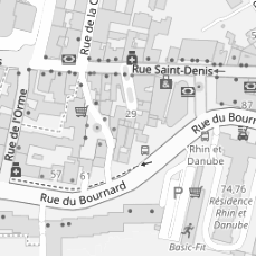 Rue de la C
s
Rue Saint-Denis
87
Rue de l'Orme
29
Rue du Bourn
Rhin et
Danube
57
61
Rue du Bournard
P
74;76
Résidence
Rhin et
Danube
Basic-Fit